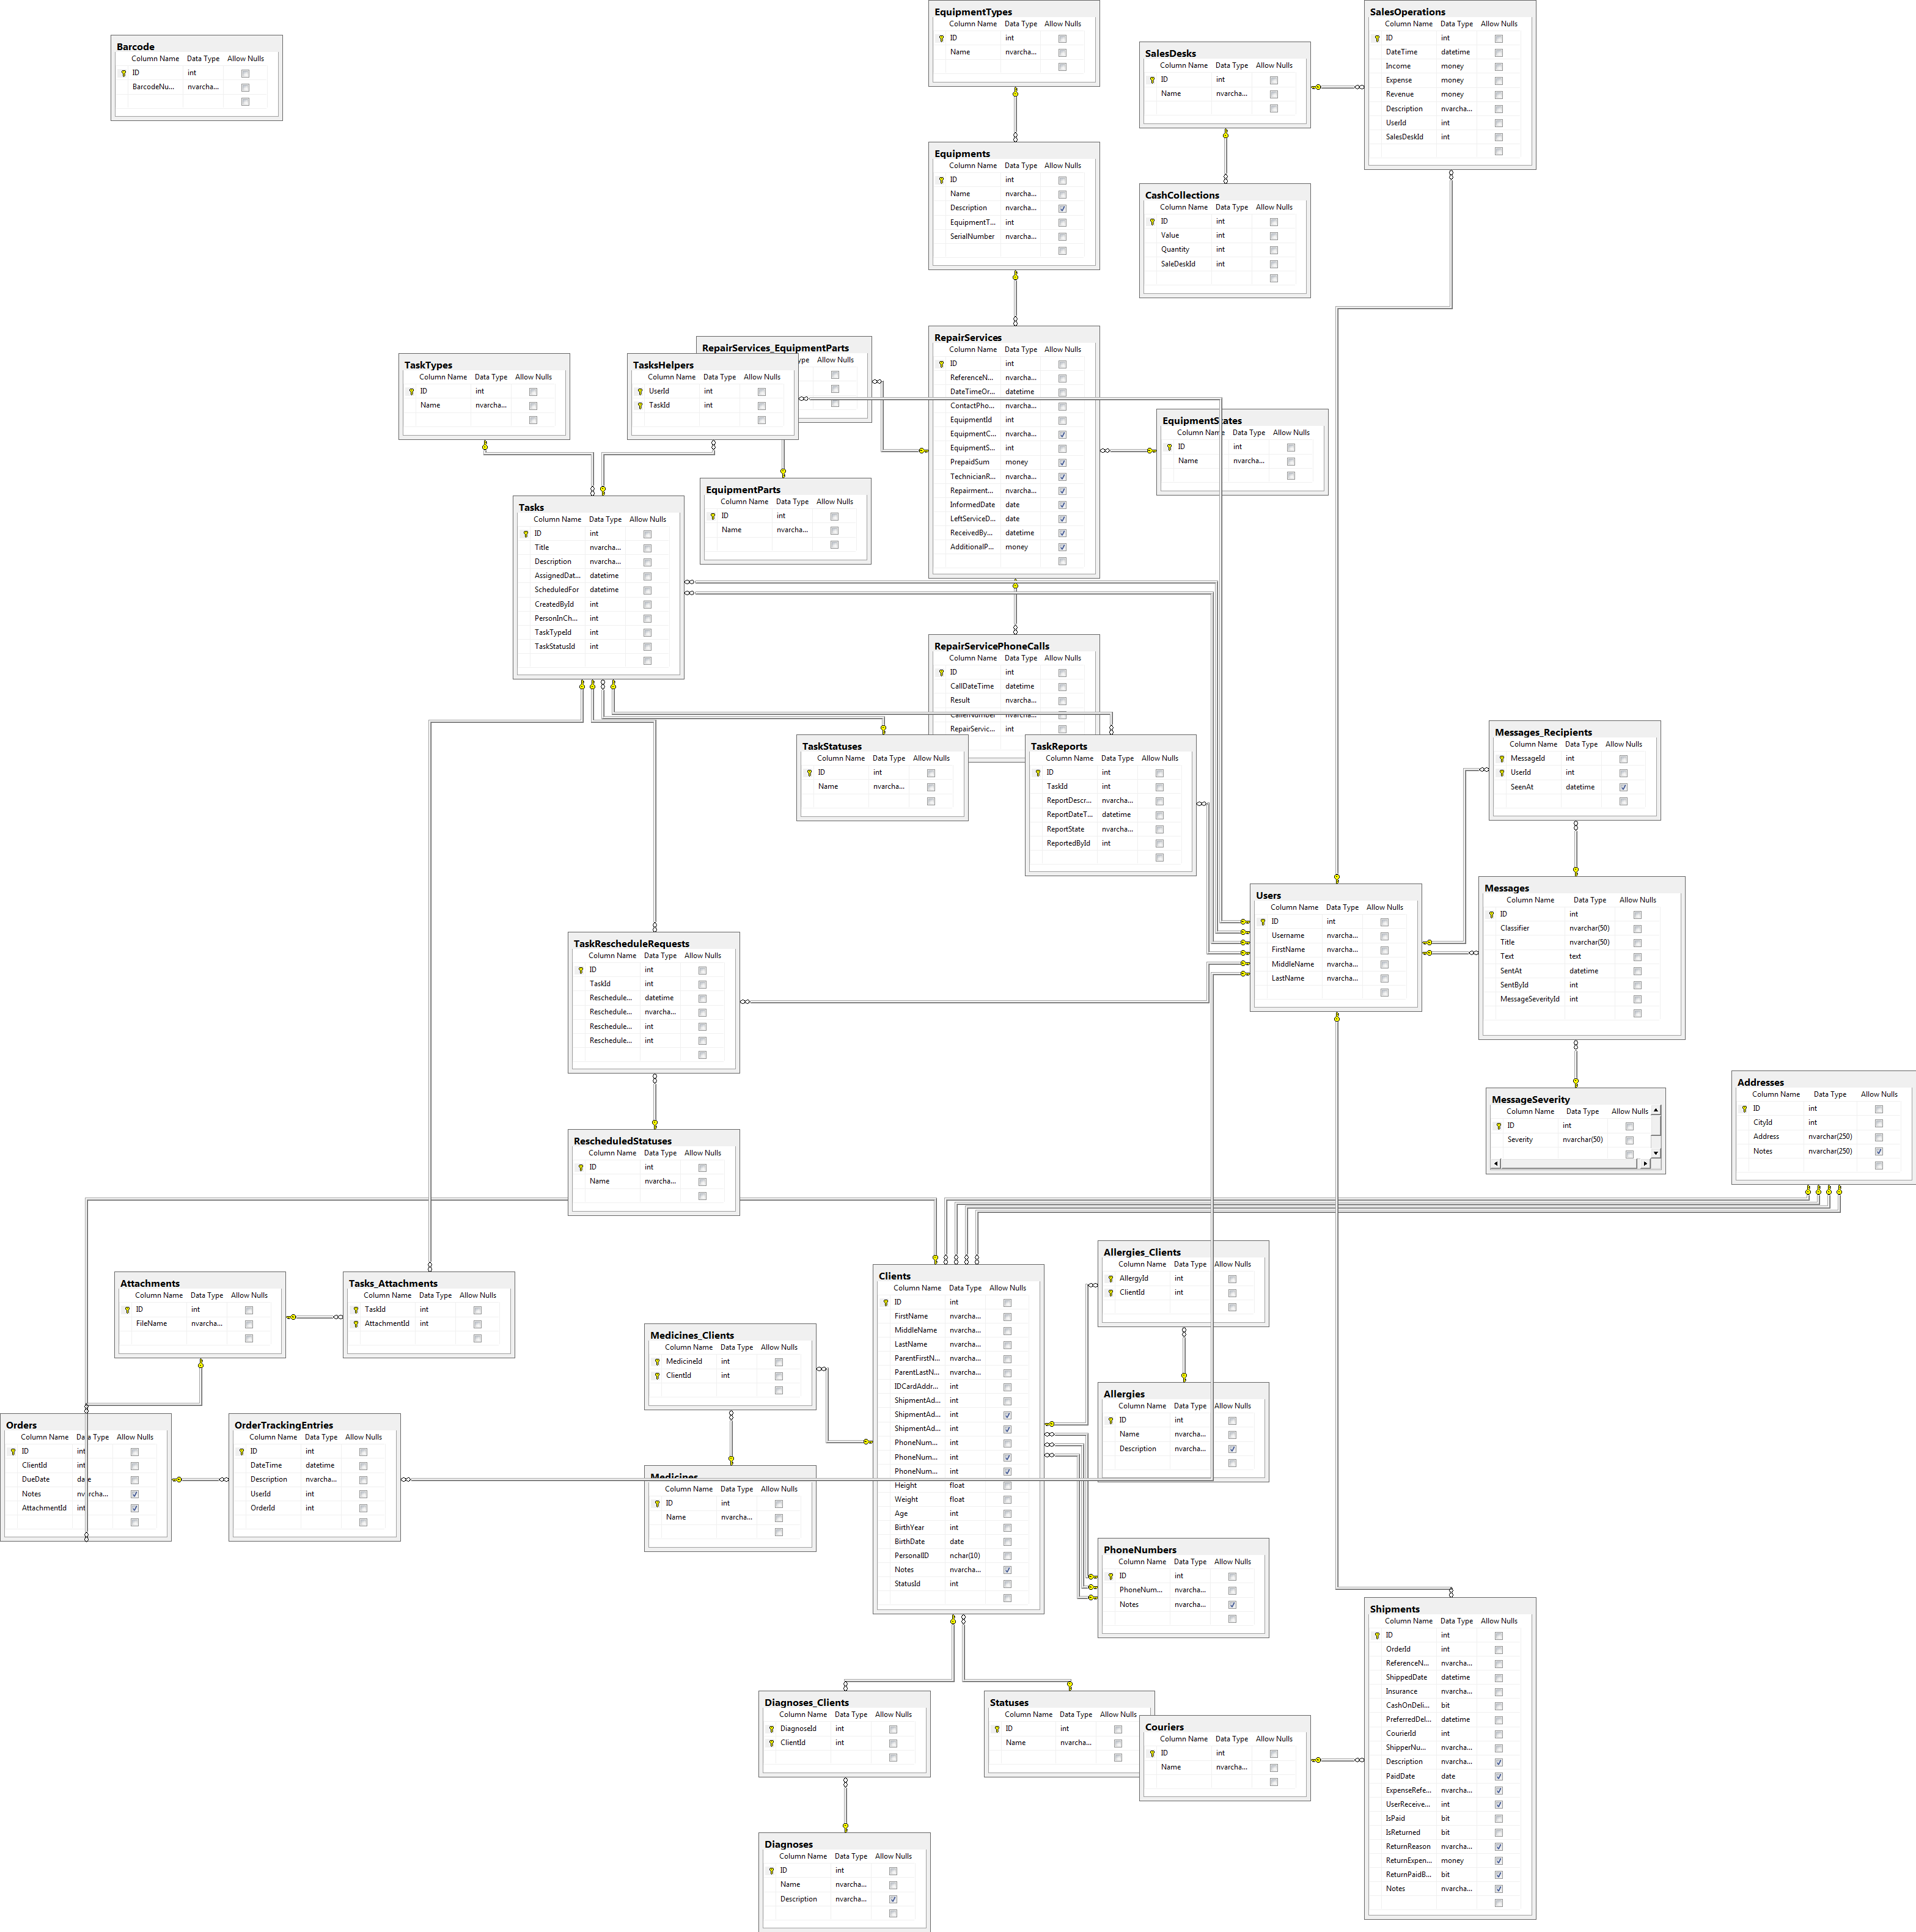 EquipmentTypes
Column Name Data Type Allow Nulls
ID int
Name nvarcha...
SalesOperations
Column Name Data Type Allow Nulls
ID int
DateTime datetime
Income money
Expense money
Revenue money
Description nvarcha...
UserId int
SalesDeskId int
Barcode
Column Name Data Type Allow Nulls
ID int
BarcodeNu... nvarcha...
SalesDesks
Column Name Data Type Allow Nulls
ID int
Name nvarcha...
Equipments
Column Name Data Type Allow Nulls
ID int
Name nvarcha...
Description nvarcha...
EquipmentT... int
SerialNumber nvarcha...
CashCollections
Column Name Data Type Allow Nulls
ID int
Value int
Quantity int
SaleDeskId int
RepairServices
Column Name Data Type Allow Nulls
ID int
ReferenceN... nvarcha...
DateTimeOr... datetime
ContactPho... nvarcha...
EquipmentId int
EquipmentC... nvarcha...
EquipmentS... int
PrepaidSum money
TechnicianR... nvarcha...
Repairment... nvarcha...
InformedDate date
LeftServiceD... date
ReceivedBy... datetime
AdditionalP... money
RepairServices_EquipmentParts
ype Allow Nulls
TaskTypes
Column Name Data Type Allow Nulls
ID int
Name nvarcha...
TasksHelpers
Column Name Data Type Allow Nulls
UserId int
TaskId int
EquipmentStates
Column Name Data Type Allow Nulls
ID int
Name nvarcha...
EquipmentParts
Column Name Data Type Allow Nulls
ID int
Name nvarcha...
Tasks
Column Name Data Type Allow Nulls
ID int
Title nvarcha...
Description nvarcha...
AssignedDat... datetime
ScheduledFor datetime
CreatedById int
PersonInCh... int
TaskTypeId int
TaskStatusId int
RepairServicePhoneCalls
Column Name Data Type Allow Nulls
ID int
CallDateTime datetime
Result nvarcha...
CallerNumber nvarcha...
RepairServic... int
TaskStatuses
Column Name Data Type Allow Nulls
ID int
Name nvarcha...
TaskReports
Column Name Data Type Allow Nulls
ID int
TaskId int
ReportDescr... nvarcha...
ReportDateT... datetime
ReportState nvarcha...
ReportedById int
Messages_Recipients
Column Name Data Type Allow Nulls
MessageId int
UserId int
SeenAt datetime
Users
Column Name Data Type Allow Nulls
ID int
Username nvarcha...
FirstName nvarcha...
MiddleName nvarcha...
LastName nvarcha...
Messages
Column Name Data Type Allow Nulls
ID int
Classifier nvarchar(50)
Title nvarchar(50)
Text text
SentAt datetime
SentById int
MessageSeverityId int
TaskRescheduleRequests
Column Name Data Type Allow Nulls
ID int
TaskId int
Reschedule... datetime
Reschedule... nvarcha...
Reschedule... int
Reschedule... int
MessageSeverity
Column Name Data Type Allow Nulls
ID int
Severity nvarchar(50)
Addresses
Column Name Data Type Allow Nulls
ID int
CityId int
Address nvarchar(250)
Notes nvarchar(250)
RescheduledStatuses
Column Name Data Type Allow Nulls
ID int
Name nvarcha...
Attachments
Column Name Data Type Allow Nulls
ID int
FileName nvarcha...
Tasks_Attachments
Column Name Data Type Allow Nulls
TaskId int
AttachmentId int
Clients
Column Name Data Type Allow Nulls
ID int
FirstName nvarcha...
MiddleName nvarcha...
LastName nvarcha...
ParentFirstN... nvarcha...
ParentLastN... nvarcha...
IDCardAddr... int
ShipmentAd... int
ShipmentAd... int
ShipmentAd... int
PhoneNum... int
PhoneNum... int
PhoneNum... int
Height float
Weight float
Age int
BirthYear int
BirthDate date
PersonalID nchar(10)
Notes nvarcha...
StatusId int
Allergies_Clients
Column Name Data Type Allow Nulls
AllergyId int
ClientId int
Medicines_Clients
Column Name Data Type Allow Nulls
MedicineId int
ClientId int
Allergies
Column Name Data Type Allow Nulls
ID int
Name nvarcha...
Description nvarcha...
Orders
Column Name Data Type Allow Nulls
ID int
ClientId int
DueDate date
Notes nvarcha...
AttachmentId int
OrderTrackingEntries
Column Name Data Type Allow Nulls
ID int
DateTime datetime
Description nvarcha...
UserId int
OrderId int
Medicines
Column Name Data Type Allow Nulls
ID int
Name nvarcha...
PhoneNumbers
Column Name Data Type Allow Nulls
ID int
PhoneNum... nvarcha...
Notes nvarcha...
Shipments
Column Name Data Type Allow Nulls
ID int
OrderId int
ReferenceN... nvarcha...
ShippedDate datetime
Insurance nvarcha...
CashOnDeli... bit
PreferredDel... datetime
CourierId int
ShipperNu... nvarcha...
Description nvarcha...
PaidDate date
ExpenseRefe... nvarcha...
UserReceive... int
IsPaid bit
IsReturned bit
ReturnReason nvarcha...
ReturnExpen... money
ReturnPaidB... bit
Notes nvarcha...
Diagnoses_Clients
Column Name Data Type Allow Nulls
DiagnoseId int
ClientId int
Statuses
Column Name Data Type Allow Nulls
ID int
Name nvarcha...
Couriers
Column Name Data Type Allow Nulls
ID int
Name nvarcha...
Diagnoses
Column Name Data Type Allow Nulls
ID int
Name nvarcha...
Description nvarcha...